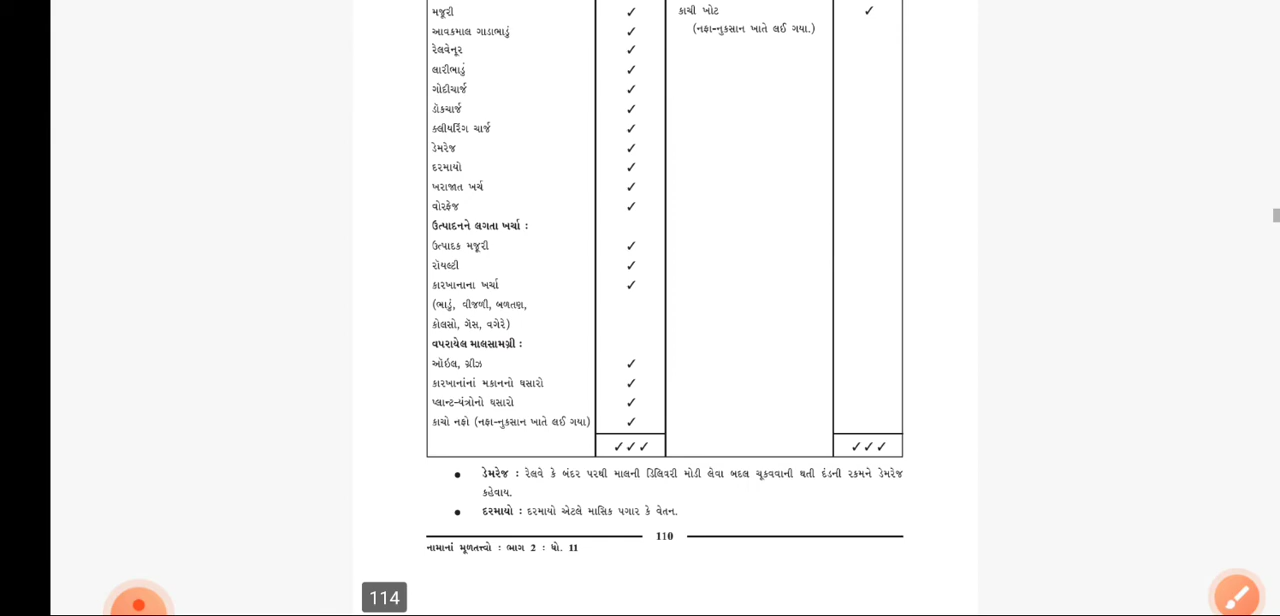 મજૂરી ✓ કાચી ખોટ ✓
આવકમાલ ગાડાભાડું ✓ (નફા-નુકસાન ખાતે લઈ ગયા.)
રેલવેનૂર ✓
લારીભાડું ✓
ગોદીચાર્જ ✓
ડૉકચાર્જ ✓
ક્લીયરિંગ ચાર્જ ✓
ડેમરેજ ✓
દરમાયો ✓
ખરાજાત ખર્ચ ✓
વોરફેજ ✓
ઉત્પાદનને લગતા ખર્ચા :
ઉત્પાદક મજૂરી ✓
રૉયલ્ટી ✓
કારખાનાના ખર્ચા ✓
(ભાડું, વીજળી, બળતણ,
કોલસો, ગૅસ, વગેરે)
વપરાયેલ માલસામગ્રી :
ઑઇલ, ગ્રીઝ ✓
કારખાનાંનાં મકાનનો ઘસારો ✓
પ્લાન્ટ-યંત્રોનો ઘસારો ✓
કાચો નફો (નફા-નુકસાન ખાતે લઈ ગયા) ✓
✓✓✓ ✓✓✓
● ડેમરેજ : રેલવે કે બંદર પરથી માલની ડિલિવરી મોડી લેવા બદલ ચૂકવવાની થતી દંડની રકમને ડેમરેજ
કહેવાય.
● દરમાયો : દરમાયો એટલે માસિક પગાર કે વેતન.
110
નામાનાં મૂળતત્ત્વો : ભાગ 2 : ધો. 11
114